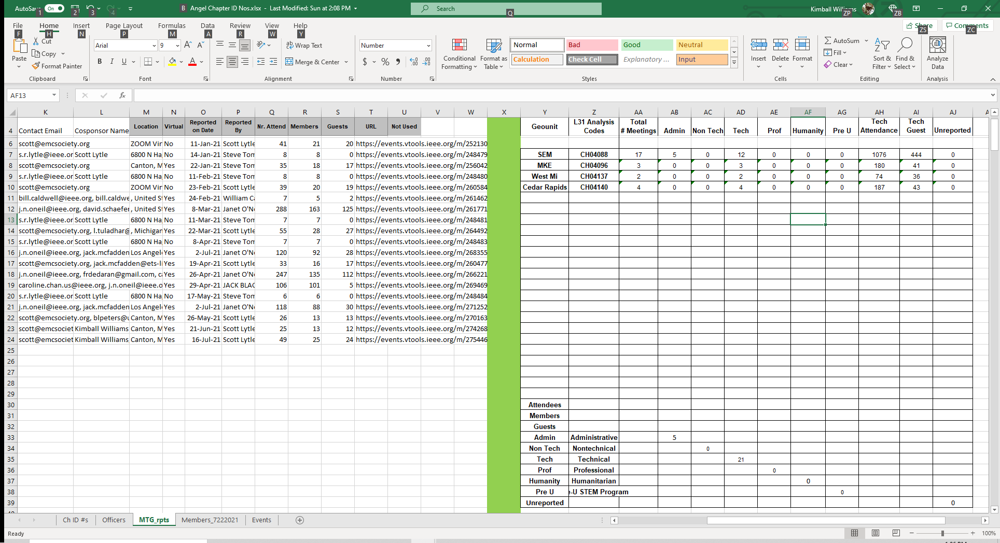 AutoSav On 1 2 3 4 B Angel Chapter ID Nos.xlsx - Last Modified: Sun at 2:08 PM Search Q Kimball Williams ZP ZB
File Home Insert Page Layout Formulas Data Review View Help Share Comments
F H N P M A R W Y ZS ZC
Cut
Copy
Format Painter
Paste
Clipboard
Arial 9 A A
B I U A
Font
ab Wrap Text
Merge & Center
Alignment
Number
$ % 9
Number
Conditional Formatting
Format as Table
Normal Bad Good Neutral
Calculation Check Cell Explanatory ... Input
Styles
Insert Delete Format
Cells
AutoSum
Fill
Clear
Sort & Filter
Find & Select
Editing
Analyze Data
Analysis
AF13 fx
K L M N O P Q R S T U V W X Y Z AA AB AC AD AE AF AG AH AI AJ
4 Contact Email Cosponsor Name Location Virtual Reported on Date Reported By Nr. Attend Members Guests URL Not Used Geounit L31 Analysis Codes Total # Meetings Admin Non Tech Tech Prof Humanity Pre U Tech Attendance Tech Guest Unreported
6 scott@emcsociety.org ZOOM Vir No 11-Jan-21 Scott Lytle 41 21 20 https://events.vtools.ieee.org/m/252130
7 s.r.lytle@ieee.or Scott Lytle 6800 N Ha No 14-Jan-21 Steve Tom 8 8 0 https://events.vtools.ieee.org/m/248479 SEM CH04088 17 5 0 12 0 0 0 1076 444 0
8 scott@emcsociety.org Canton, M Yes 22-Jan-21 Steve Tom 35 18 17 https://events.vtools.ieee.org/m/256042 MKE CH04096 3 0 0 3 0 0 0 180 41 0
9 s.r.lytle@ieee.or Scott Lytle 6800 N Ha No 11-Feb-21 Steve Tom 8 8 0 https://events.vtools.ieee.org/m/248480 West Mi CH04137 2 0 0 2 0 0 0 74 36 0
10 scott@emcsociety.org ZOOM Vir No 23-Feb-21 Scott Lytle 39 20 19 https://events.vtools.ieee.org/m/260584 Cedar Rapids CH04140 4 0 0 4 0 0 0 187 43 0
11 bill.caldwell@ieee.org, bill.caldwe , United St Yes 24-Feb-21 William Ca 7 5 2 https://events.vtools.ieee.org/m/261462
12 j.n.oneil@ieee.org, david.schaefer , United St Yes 8-Mar-21 Janet O'Ne 288 163 125 https://events.vtools.ieee.org/m/261771
13 s.r.lytle@ieee.or Scott Lytle 6800 N Ha No 11-Mar-21 Steve Tom 7 7 0 https://events.vtools.ieee.org/m/248481
14 scott@emcsociety.org, l.tuladhar@ , Michigan Yes 22-Mar-21 Scott Lytle 55 28 27 https://events.vtools.ieee.org/m/264492
15 s.r.lytle@ieee.or Scott Lytle 6800 N Ha No 8-Apr-21 Steve Tom 7 7 0 https://events.vtools.ieee.org/m/248483
16 j.n.oneil@ieee.org, jack.mcfadden Los Angel Yes 2-Jul-21 Janet O'Ne 120 92 28 https://events.vtools.ieee.org/m/268355
17 scott@emcsociety.org, jack.mcfadden@ets-li Yes 19-Apr-21 Scott Lytle 33 16 17 https://events.vtools.ieee.org/m/260477
18 j.n.oneil@ieee.org, frdedaran@gmail.com, c Yes 26-Apr-21 Janet O'Ne 247 135 112 https://events.vtools.ieee.org/m/266221
19 caroline.chan.us@ieee.org, j.n.oneil@ieee.o Yes 29-Apr-21 JACK BLAC 106 101 5 https://events.vtools.ieee.org/m/269469
20 s.r.lytle@ieee.or Scott Lytle 6800 N Ha No 17-May-21 Steve Tom 6 6 0 https://events.vtools.ieee.org/m/248484
21 j.n.oneil@ieee.org, jack.mcfadden Los Angel Yes 2-Jul-21 Janet O'Ne 118 88 30 https://events.vtools.ieee.org/m/271252
22 scott@emcsociety.org, blpeters@u Canton, M Yes 26-May-21 Scott Lytle 26 13 13 https://events.vtools.ieee.org/m/270163
23 scott@emcsociet Kimball Williams Canton, M Yes 21-Jun-21 Scott Lytle 25 13 12 https://events.vtools.ieee.org/m/274268
24 scott@emcsociet Kimball Williams, Canton, M Yes 16-Jul-21 Scott Lytle 49 25 24 https://events.vtools.ieee.org/m/275446
25
26
27
28
29
30 Attendees
31 Members
32 Guests
33 Admin Administrative 5
34 Non Tech Nontechnical 0
35 Tech Technical 21
36 Prof Professional 0
37 Humanity Humanitarian 0
38 Pre U e-U STEM Program 0
39 Unreported 0
Ch ID #s Officers MTG_rpts Members_7222021 Events
Ready 100%